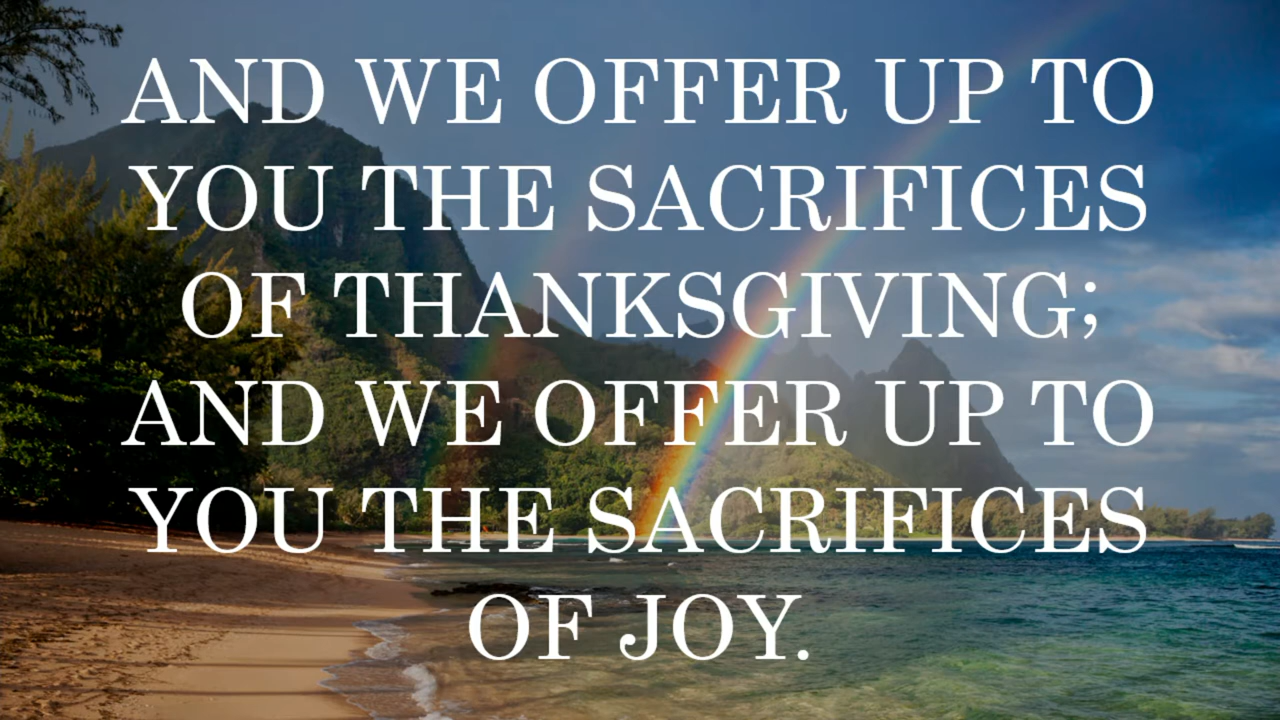 AND WE OFFER UP TO
YOU THE SACRIFICES
OF THANKSGIVING;
AND WE OFFER UP TO
YOU THE SACRIFICES
OF JOY.